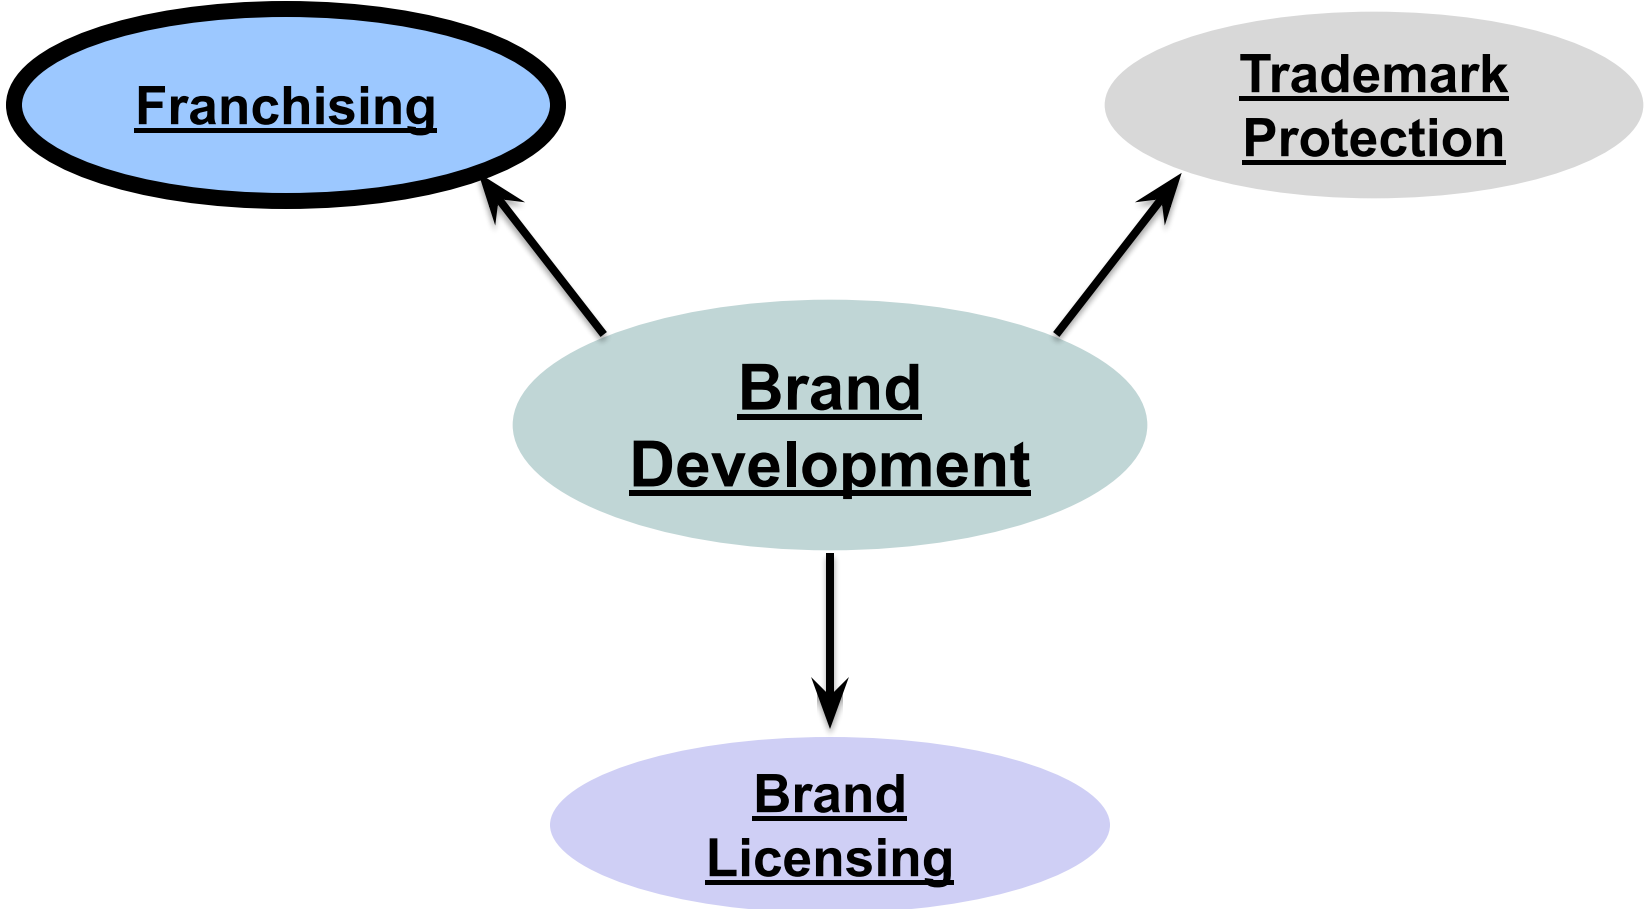 Franchising
Trademark
Protection
Brand
Development
Brand
Licensing